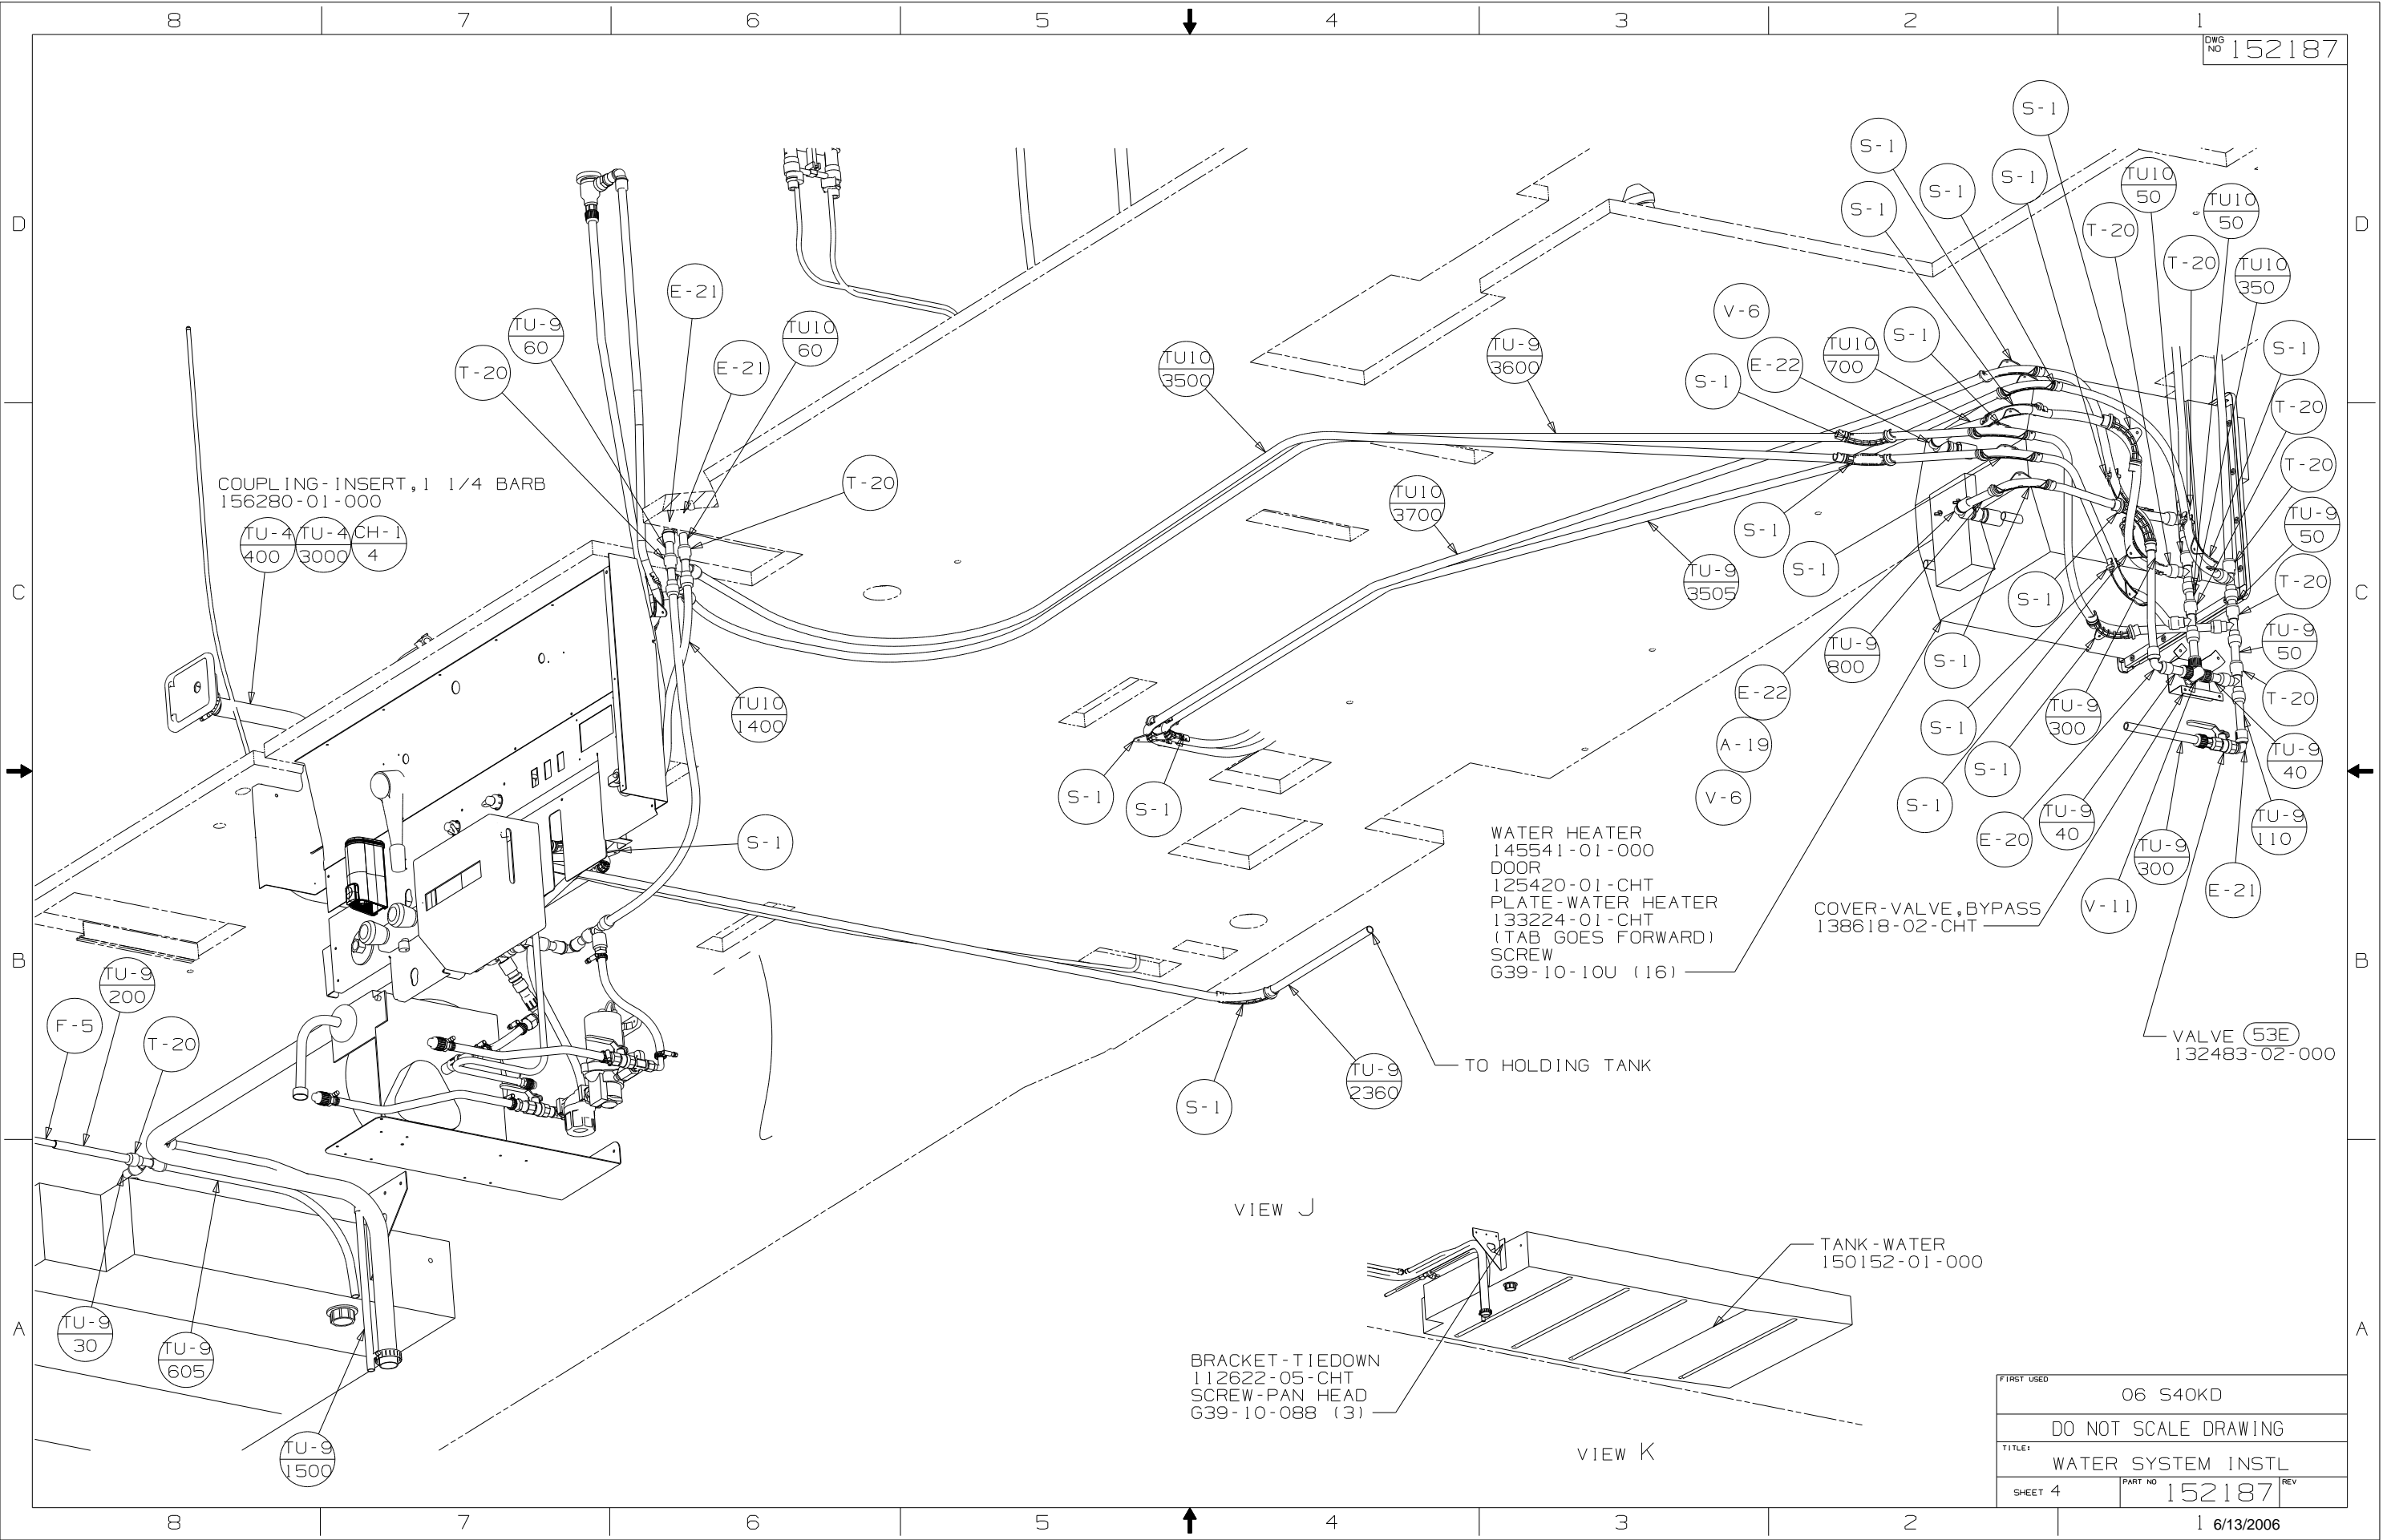 8 7 6 5 4 3 2 1
DWG NO 152187
D
D
C
C
B
B
A
A
S-1
S-1
S-1
S-1
S-1
TU10 50
TU10 50
T-20
T-20
TU10 350
S-1
T-20
T-20
TU-9 50
T-20
TU-9 50
T-20
TU-9 40
TU-9 110
E-21
E-21
TU-9 60
E-21
TU10 60
T-20
T-20
TU10 3500
TU-9 3600
V-6
E-22
TU10 700
S-1
S-1
COUPLING-INSERT,1 1/4 BARB
156280-01-000
TU-4 400
TU-4 3000
CH-1 4
TU10 3700
TU-9 3505
S-1
S-1
S-1
TU-9 800
S-1
E-22
A-19
V-6
TU-9 300
S-1
S-1
S-1
E-20
TU-9 40
TU-9 300
V-11
TU10 1400
S-1
S-1
S-1
WATER HEATER
145541-01-000
DOOR
125420-01-CHT
PLATE-WATER HEATER
133224-01-CHT
(TAB GOES FORWARD)
SCREW
G39-10-10U (16)
COVER-VALVE,BYPASS
138618-02-CHT
VALVE 53E
132483-02-000
TU-9 200
F-5
T-20
TO HOLDING TANK
TU-9 2360
S-1
TU-9 30
TU-9 605
TU-9 1500
VIEW J
TANK-WATER
150152-01-000
BRACKET-TIEDOWN
112622-05-CHT
SCREW-PAN HEAD
G39-10-088 (3)
VIEW K
FIRST USED
06 S40KD
DO NOT SCALE DRAWING
TITLE:
WATER SYSTEM INSTL
SHEET 4
PART NO 152187
REV
8 7 6 5 4 3 2 1
6/13/2006